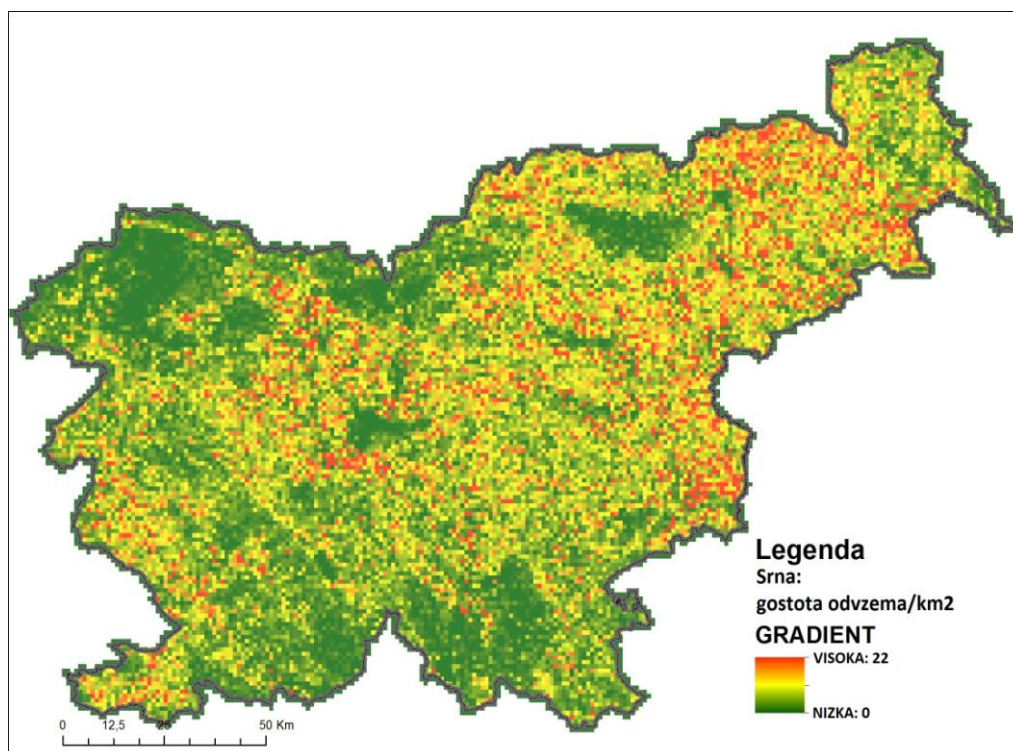 Legenda
Srna:
gostota odvzema/km2
GRADIENT
VISOKA: 22
NIZKA: 0
0 12,5 25 50 Km